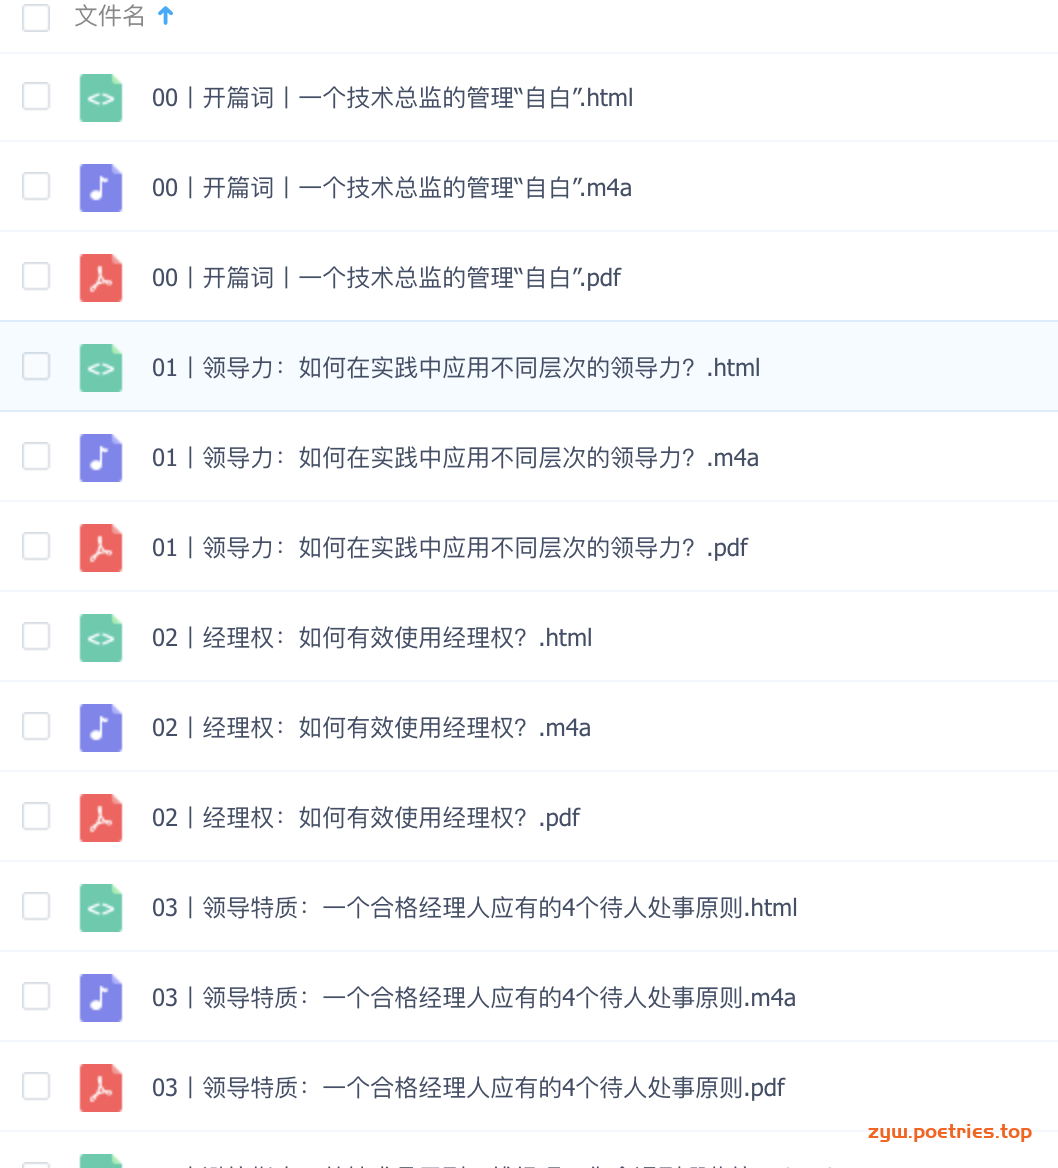 文件名
00丨开篇词丨一个技术总监的管理“自白”.html
00丨开篇词丨一个技术总监的管理“自白”.m4a
00丨开篇词丨一个技术总监的管理“自白”.pdf
01丨领导力：如何在实践中应用不同层次的领导力？.html
01丨领导力：如何在实践中应用不同层次的领导力？.m4a
01丨领导力：如何在实践中应用不同层次的领导力？.pdf
02丨经理权：如何有效使用经理权？.html
02丨经理权：如何有效使用经理权？.m4a
02丨经理权：如何有效使用经理权？.pdf
03丨领导特质：一个合格经理人应有的4个待人处事原则.html
03丨领导特质：一个合格经理人应有的4个待人处事原则.m4a
03丨领导特质：一个合格经理人应有的4个待人处事原则.pdf
zyw.poetries.top